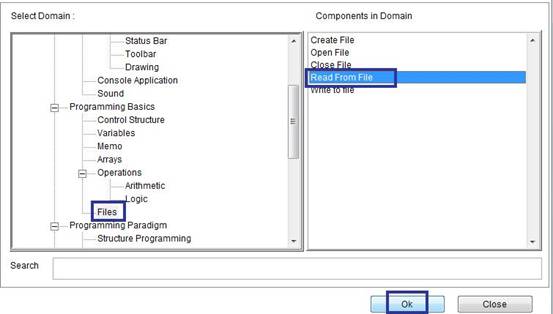 Select Domain :
Components in Domain
Status Bar
Toolbar
Drawing
Console Application
Sound
Programming Basics
Control Structure
Variables
Memo
Arrays
Operations
Arithmetic
Logic
Files
Programming Paradigm
Structure Programming
Create File
Open File
Close File
Read From File
Write to file
Search
Ok
Close